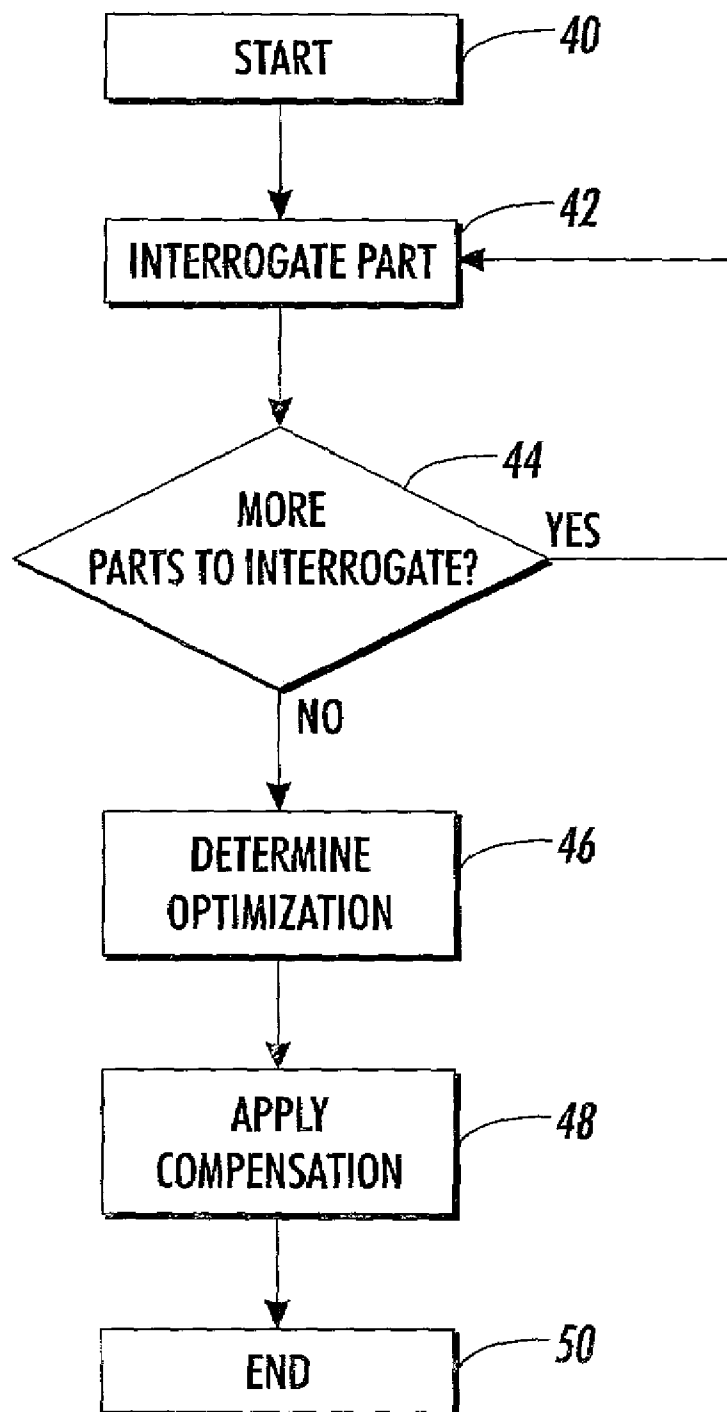 START
40
INTERROGATE PART
42
MORE
PARTS TO INTERROGATE?
44
YES
NO
DETERMINE
OPTIMIZATION
46
APPLY
COMPENSATION
48
END
50